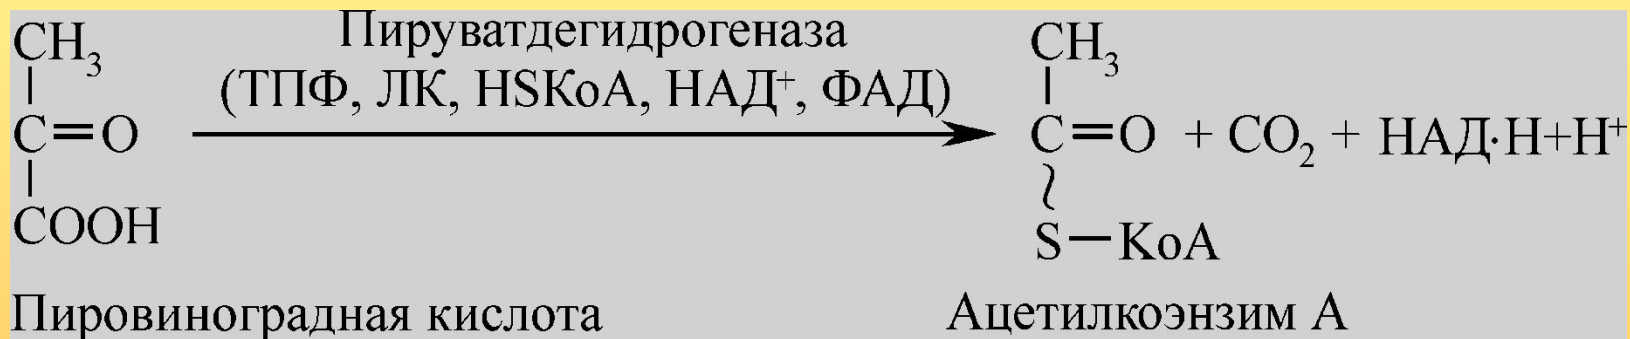 CH₃
C=O
COOH
Пировиноградная кислота
Пируватдегидрогеназа
(ТПФ, ЛК, HSKoA, НАД⁺, ФАД)
CH₃
C=O + CO₂ + НАД·Н+Н⁺
S—KoA
Ацетилкоэнзим А